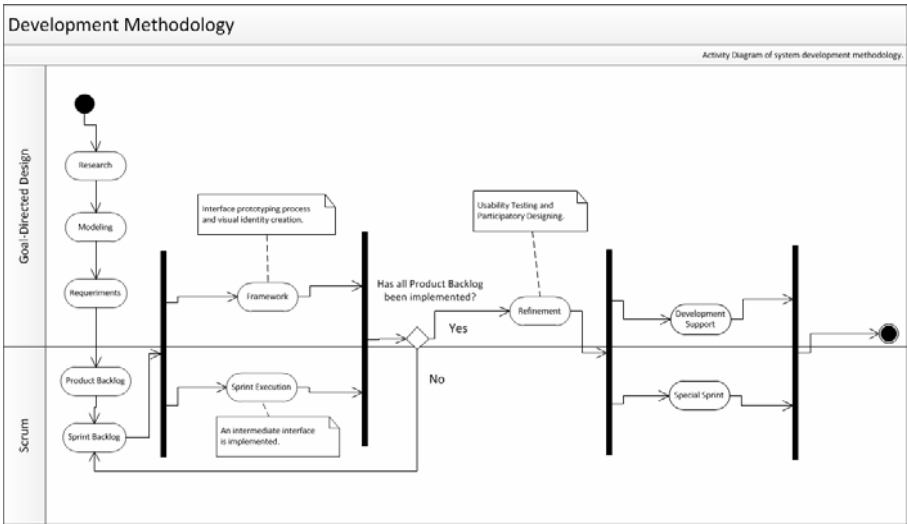 Development Methodology
Activity Diagram of system development methodology.
Goal-Directed Design
Research
Modeling
Requeriments
Interface prototyping process
and visual identity creation.
Framework
Has all Product Backlog
been implemented?
Yes
No
Usability Testing and
Participatory Designing.
Refinement
Development
Support
Scrum
Product Backlog
Sprint Backlog
Sprint Execution
An intermediate interface
is implemented.
Special Sprint